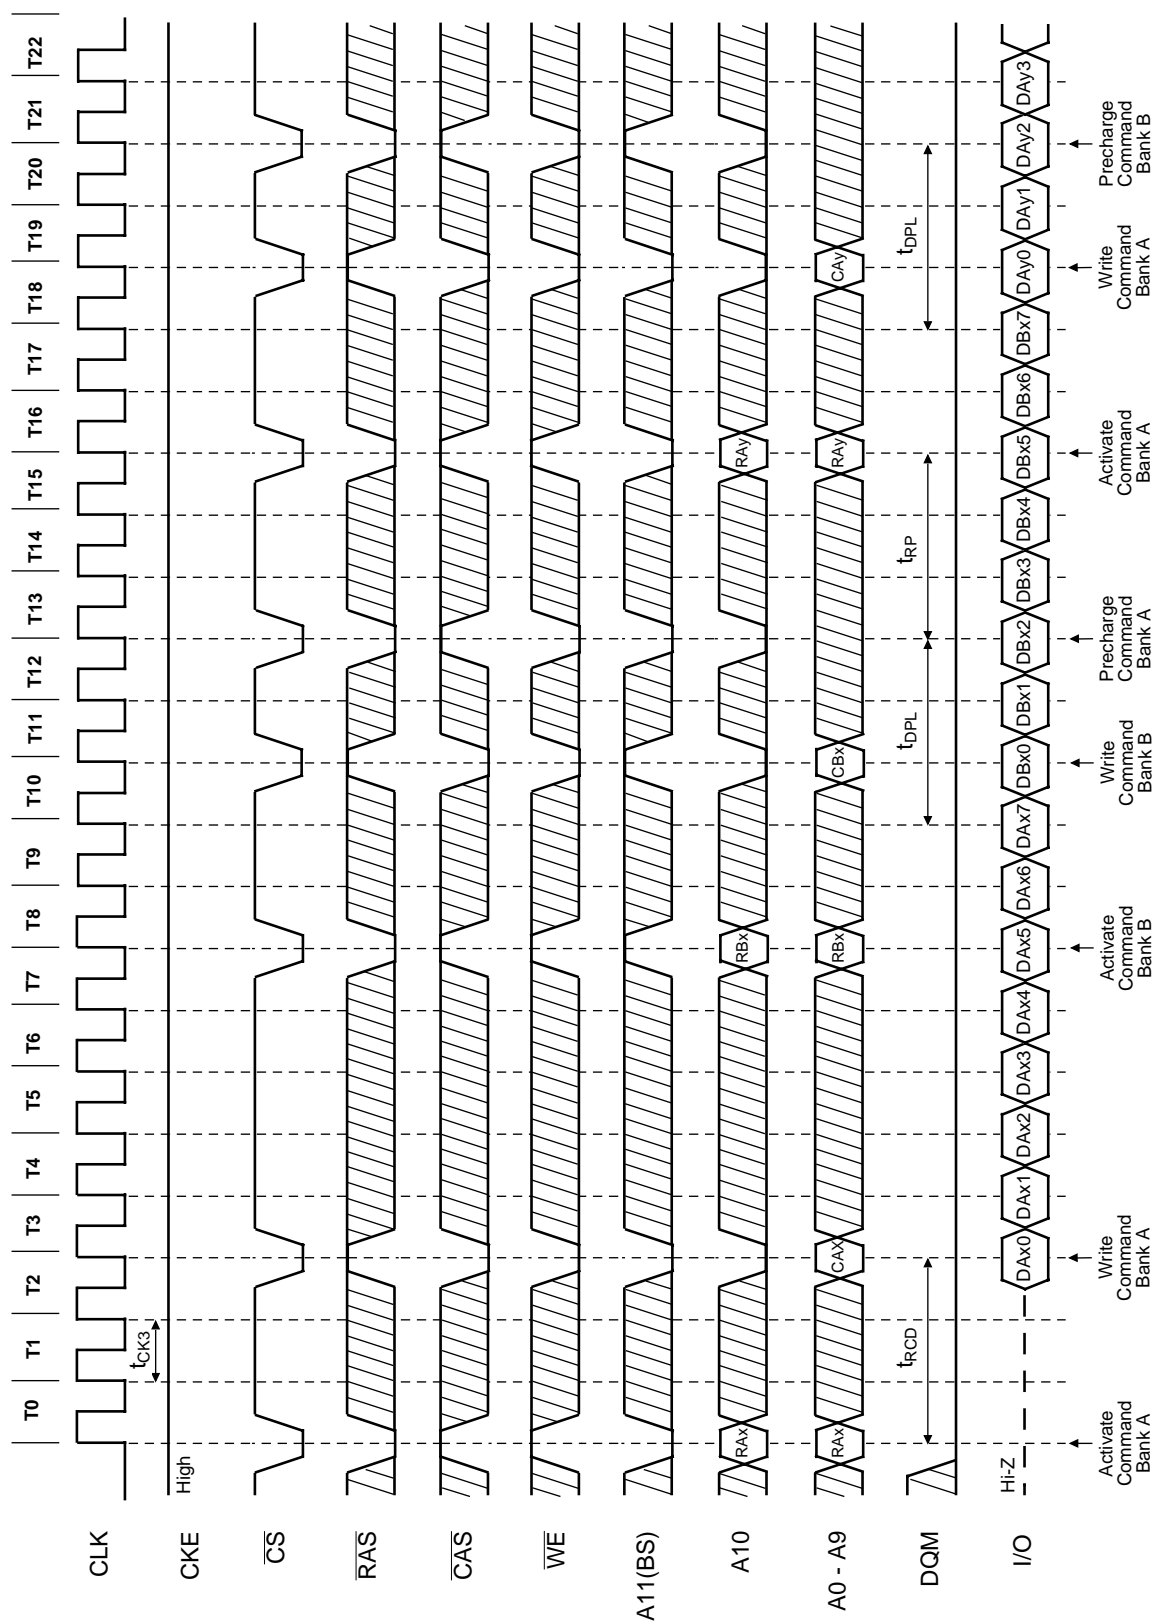 T0 T1 T2 T3 T4 T5 T6 T7 T8 T9 T10 T11 T12 T13 T14 T15 T16 T17 T18 T19 T20 T21 T22
CLK
tCK3
CKE
High
CS
RAS
CAS
WE
A11(BS)
A10
RAx RBx RAy
A0 - A9
RAx CAX RBx CBx RAy CAy
DQM
tRCD tDPL tRP tDPL
I/O
Hi-Z
DAx0 DAx1 DAx2 DAx3 DAx4 DAx5 DAx6 DAx7 DBx0 DBx1 DBx2 DBx3 DBx4 DBx5 DBx6 DBx7 DAy0 DAy1 DAy2 DAy3
Activate
Command
Bank A
Write
Command
Bank A
Activate
Command
Bank B
Write
Command
Bank B
Precharge
Command
Bank A
Activate
Command
Bank A
Write
Command
Bank A
Precharge
Command
Bank B